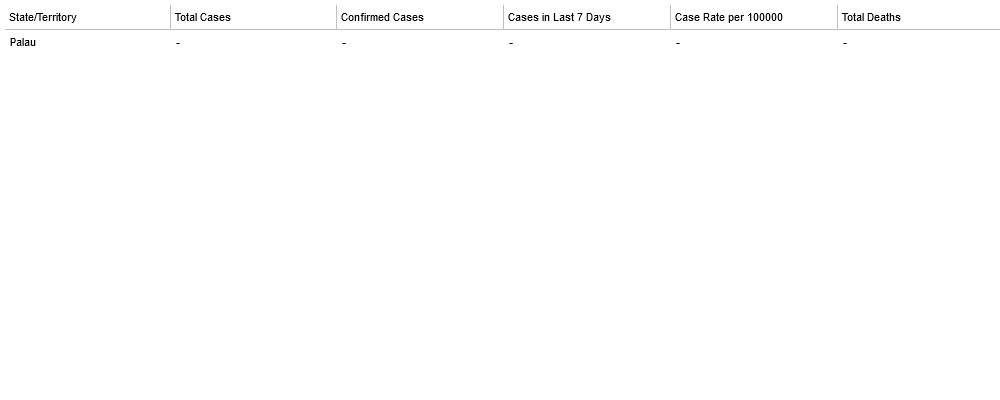 State/Territory Total Cases Confirmed Cases Cases in Last 7 Days Case Rate per 100000 Total Deaths
Palau - - - - -